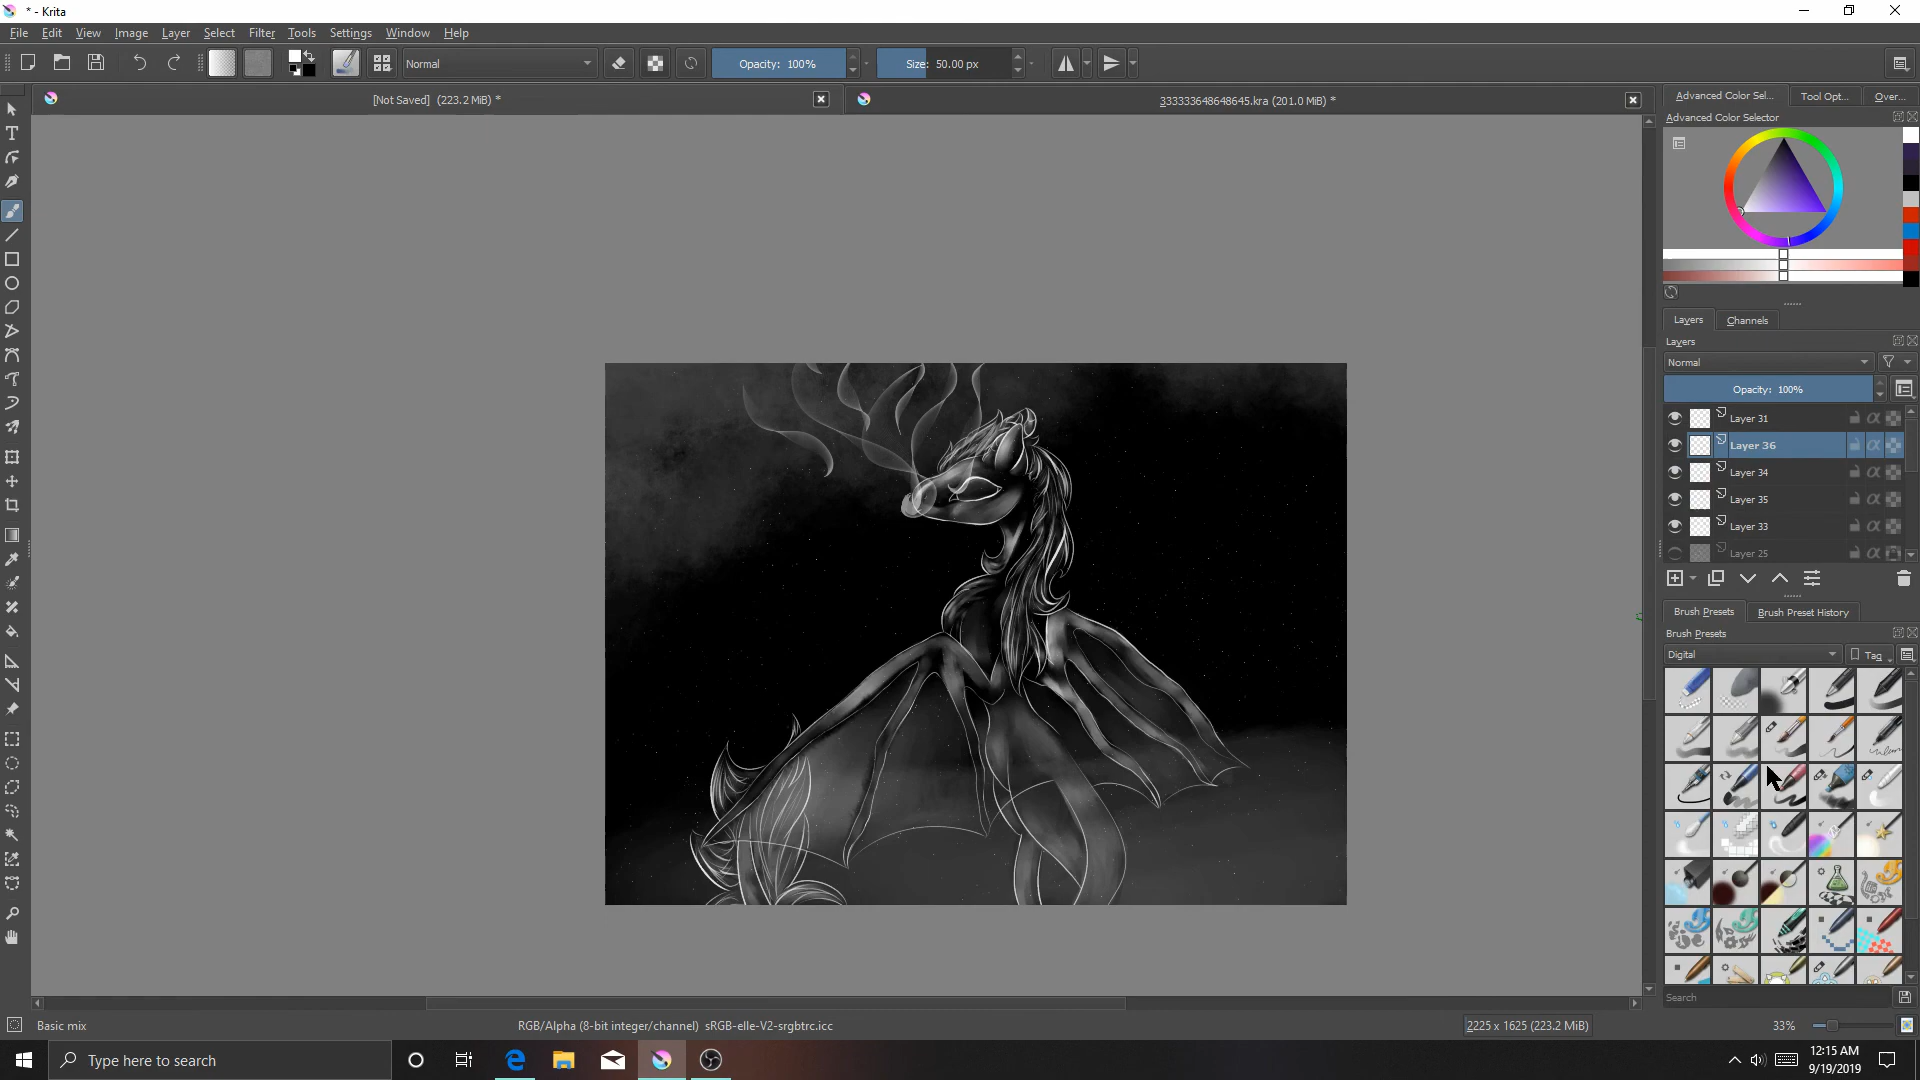 * - Krita
File Edit View Image Layer Select Filter Tools Settings Window Help
Normal Opacity: 100% Size: 50.00 px
[Not Saved] (223.2 MiB) *
333333648648645.kra (201.0 MiB) *
Advanced Color Sel... Tool Opt... Over...
Advanced Color Selector
Layers Channels
Layers
Normal
Opacity: 100%
Layer 31
Layer 36
Layer 34
Layer 35
Layer 33
Layer 25
Brush Presets Brush Preset History
Brush Presets
Digital Tag
Search
Basic mix RGB/Alpha (8-bit integer/channel) sRGB-elle-V2-srgbtrc.icc 2225 x 1625 (223.2 MiB) 33%
Type here to search
12:15 AM
9/19/2019